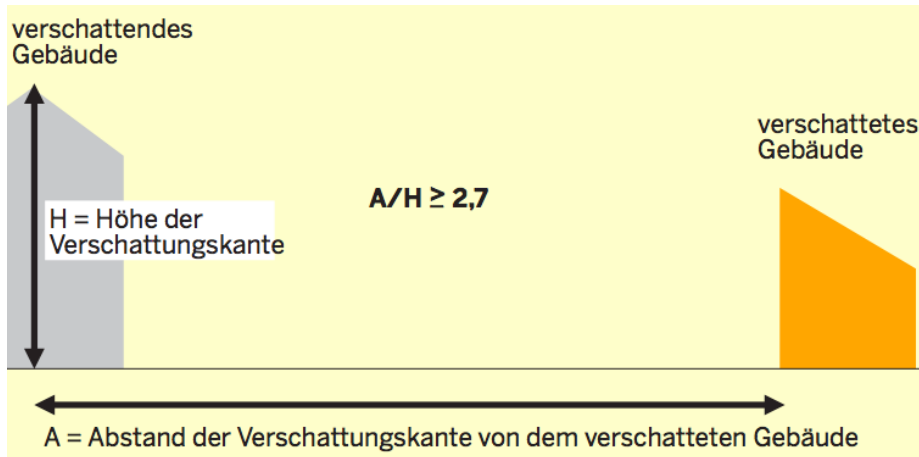 verschattendes
Gebäude
verschattetes
Gebäude
A/H ≥ 2,7
H = Höhe der
Verschattungskante
A = Abstand der Verschattungskante von dem verschatteten Gebäude